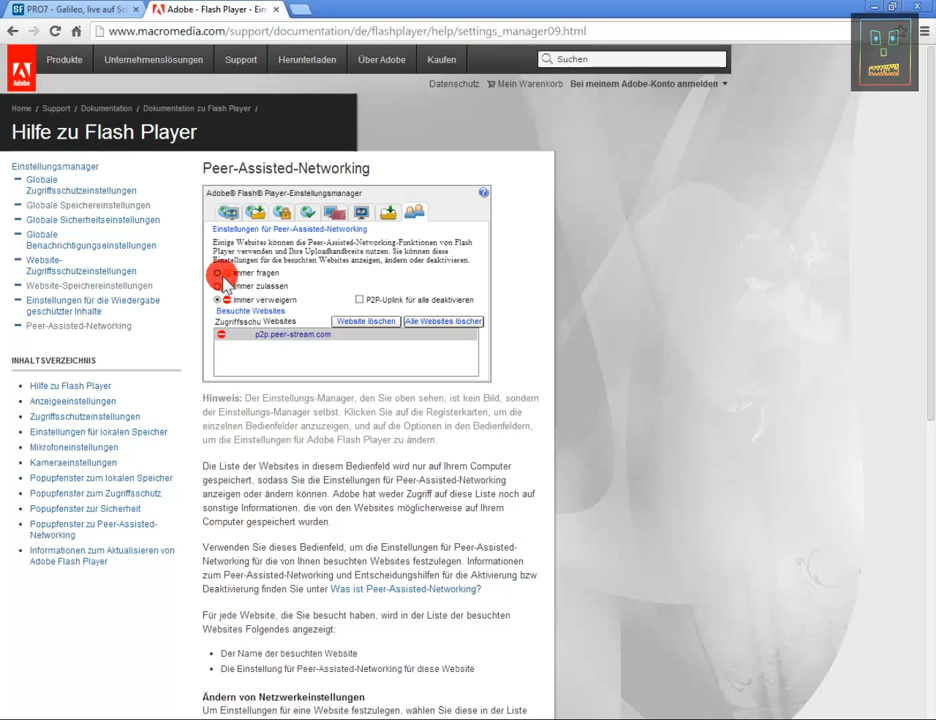 PRO7 - Galileo, live auf Sc
Adobe - Flash Player - Ein
www.macromedia.com/support/documentation/de/flashplayer/help/settings_manager09.html
Adobe
Produkte
Unternehmenslösungen
Support
Herunterladen
Über Adobe
Kaufen
Suchen
Datenschutz
Mein Warenkorb
Bei meinem Adobe-Konto anmelden
Home / Support / Dokumentation / Dokumentation zu Flash Player /
Hilfe zu Flash Player
Einstellungsmanager
Globale
Zugriffsschutzeinstellungen
Globale Speichereinstellungen
Globale Sicherheitseinstellungen
Globale
Benachrichtigungseinstellungen
Website-
Zugriffsschutzeinstellungen
Website-Speichereinstellungen
Einstellungen für die Wiedergabe
geschützter Inhalte
Peer-Assisted-Networking
INHALTSVERZEICHNIS
Hilfe zu Flash Player
Anzeigeeinstellungen
Zugriffsschutzeinstellungen
Einstellungen für lokalen Speicher
Mikrofoneinstellungen
Kameraeinstellungen
Popupfenster zum lokalen Speicher
Popupfenster zum Zugriffsschutz
Popupfenster zur Sicherheit
Popupfenster zu Peer-Assisted-
Networking
Informationen zum Aktualisieren von
Adobe Flash Player
Peer-Assisted-Networking
Adobe® Flash® Player-Einstellungsmanager
Einstellungen für Peer-Assisted-Networking
Einige Websites können die Peer-Assisted-Networking-Funktionen von Flash
Player verwenden und Ihre Uploadbandbreite nutzen. Sie können diese
Einstellungen für die besuchten Websites anzeigen, ändern oder deaktivieren.
Immer fragen
Immer zulassen
Immer verweigern
P2P-Uplink für alle deaktivieren
Besuchte Websites
Zugriffsschu Websites
Website löschen
Alle Websites löscher
p2p.peer-stream.com
Hinweis: Der Einstellungs-Manager, den Sie oben sehen, ist kein Bild, sondern
der Einstellungs-Manager selbst. Klicken Sie auf die Registerkarten, um die
einzelnen Bedienfelder anzuzeigen, und auf die Optionen in den Bedienfeldern,
um die Einstellungen für Adobe Flash Player zu ändern.
Die Liste der Websites in diesem Bedienfeld wird nur auf Ihrem Computer
gespeichert, sodass Sie die Einstellungen für Peer-Assisted-Networking
anzeigen oder ändern können. Adobe hat weder Zugriff auf diese Liste noch auf
sonstige Informationen, die von den Websites möglicherweise auf Ihrem
Computer gespeichert wurden.
Verwenden Sie dieses Bedienfeld, um die Einstellungen für Peer-Assisted-
Networking für die von Ihnen besuchten Websites festzulegen. Informationen
zum Peer-Assisted-Networking und Entscheidungshilfen für die Aktivierung bzw.
Deaktivierung finden Sie unter Was ist Peer-Assisted-Networking?
Für jede Website, die Sie besucht haben, wird in der Liste der besuchten
Websites Folgendes angezeigt:
Der Name der besuchten Website
Die Einstellung für Peer-Assisted-Networking für diese Website
Ändern von Netzwerkeinstellungen
Um Einstellungen für eine Website festzulegen, wählen Sie diese in der Liste